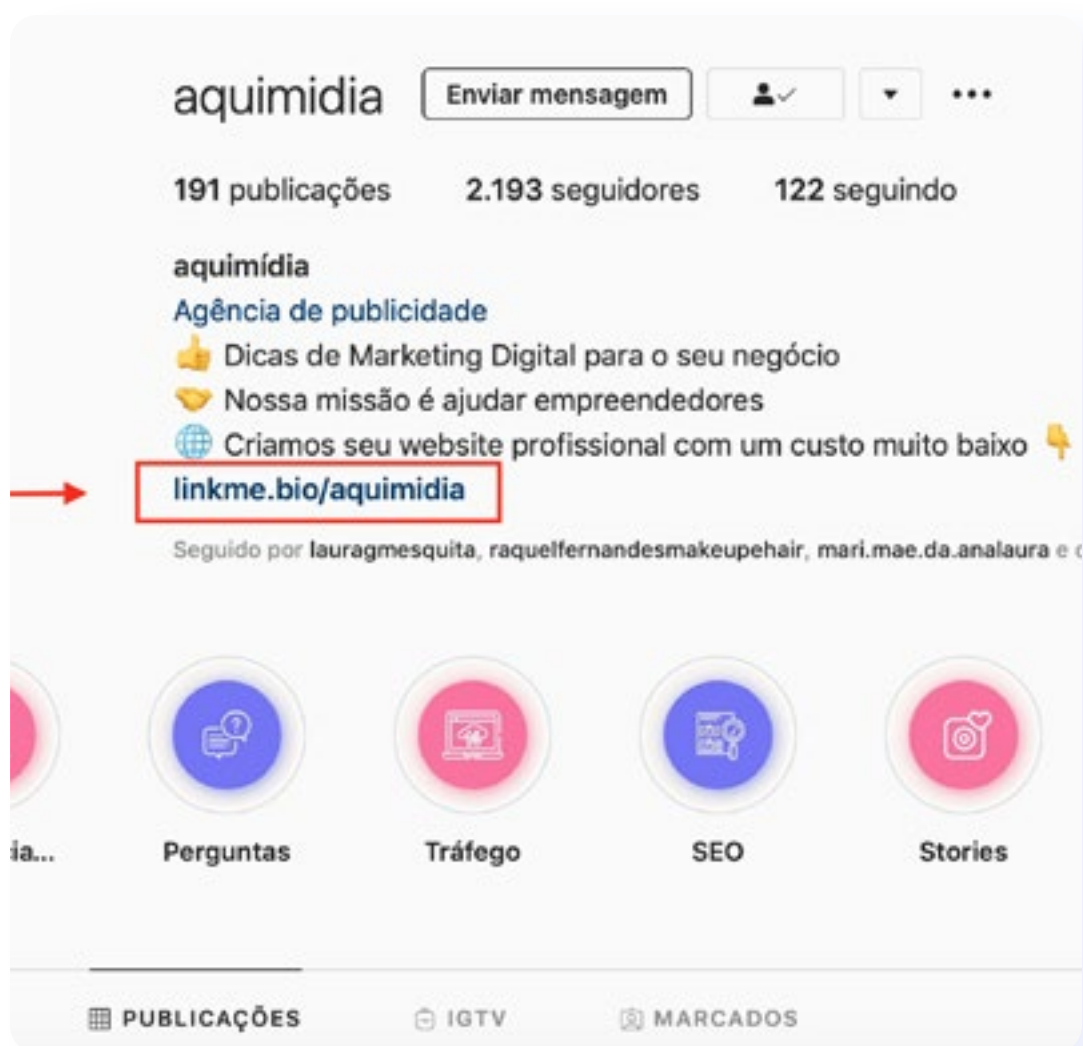 aquimidia Enviar mensagem
191 publicações 2.193 seguidores 122 seguindo
aquimídia
Agência de publicidade
👍 Dicas de Marketing Digital para o seu negócio
🤝 Nossa missão é ajudar empreendedores
🌐 Criamos seu website profissional com um custo muito baixo 👇
linkme.bio/aquimidia
Seguido por lauragmesquita, raquelfernandesmakeupehair, mari.mae.da.analaura e
ia... Perguntas Tráfego SEO Stories
PUBLICAÇÕES IGTV MARCADOS